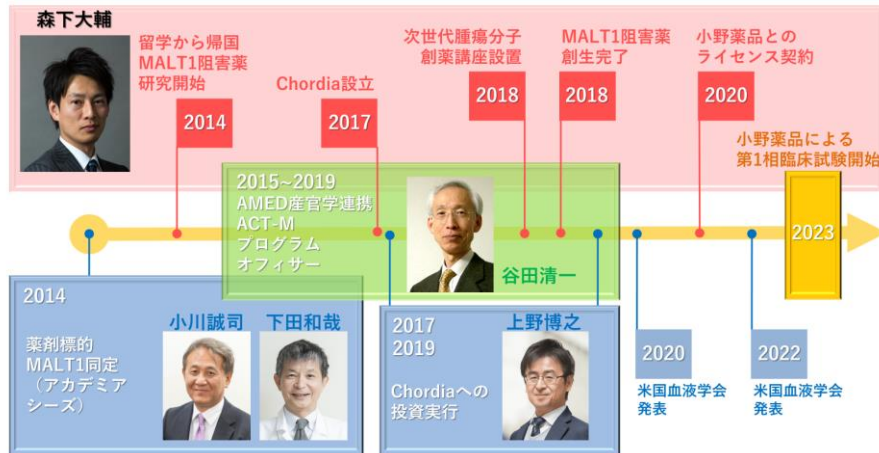 森下大輔
留学から帰国
MALT1阻害薬
研究開始
2014
Chordia設立
2017
次世代腫瘍分子
創薬講座設置
2018
MALT1阻害薬
創生完了
2018
小野薬品との
ライセンス契約
2020
小野薬品による
第1相臨床試験開始
2023
2015~2019
AMED産官学連携
ACT-M
プログラム
オフィサー
谷田清一
2014
薬剤標的
MALT1同定
（アカデミア
シーズ）
小川誠司
下田和哉
2017
2019
Chordiaへの
投資実行
上野博之
2020
米国血液学会
発表
2022
米国血液学会
発表